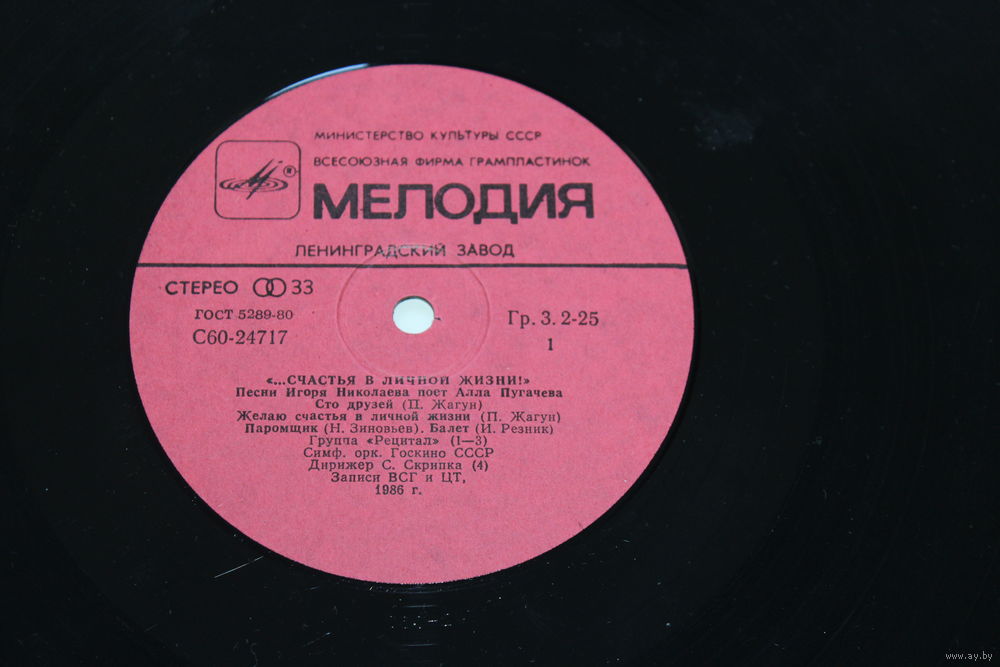 МИНИСТЕРСТВО КУЛЬТУРЫ СССР
ВСЕСОЮЗНАЯ ФИРМА ГРАМПЛАСТИНОК
®
МЕЛОДИЯ
ЛЕНИНГРАДСКИЙ ЗАВОД
СТЕРЕО 33
ГОСТ 5289-80
С60-24717
Гр. 3. 2-25
1
«...СЧАСТЬЯ В ЛИЧНОЙ ЖИЗНИ!»
Песни Игоря Николаева поет Алла Пугачева
Сто друзей (П. Жагун)
Желаю счастья в личной жизни (П. Жагун)
Паромщик (Н. Зиновьев). Балет (И. Резник)
Группа «Рецитал» (1—3)
Симф. орк. Госкино СССР
Дирижер С. Скрипка (4)
Записи ВСГ и ЦТ,
1986 г.
www.ay.by